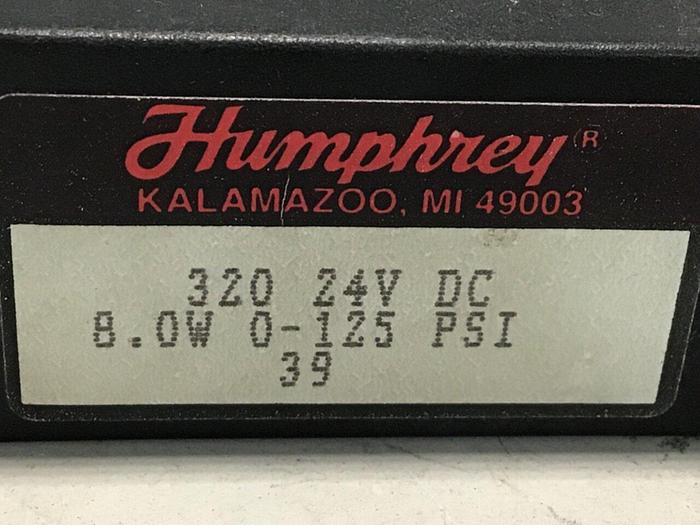 Humphrey®
KALAMAZOO, MI 49003
320 24V DC
8.0W 0-125 PSI
39